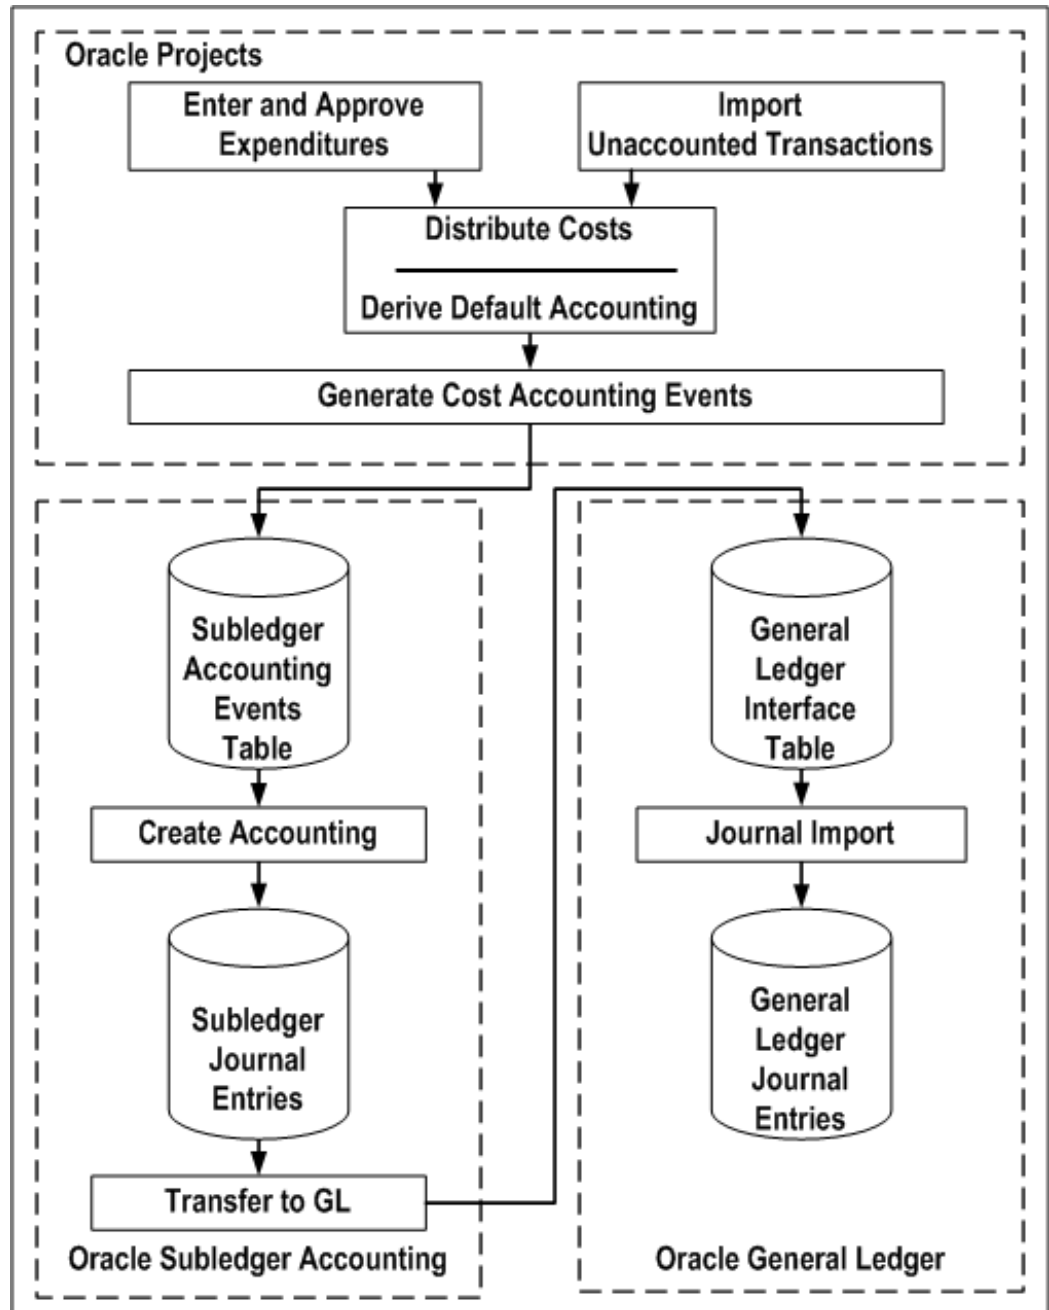 Oracle Projects
Enter and Approve
Expenditures
Import
Unaccounted Transactions
Distribute Costs
Derive Default Accounting
Generate Cost Accounting Events
Subledger
Accounting
Events
Table
Create Accounting
Subledger
Journal
Entries
Transfer to GL
Oracle Subledger Accounting
General
Ledger
Interface
Table
Journal Import
General
Ledger
Journal
Entries
Oracle General Ledger